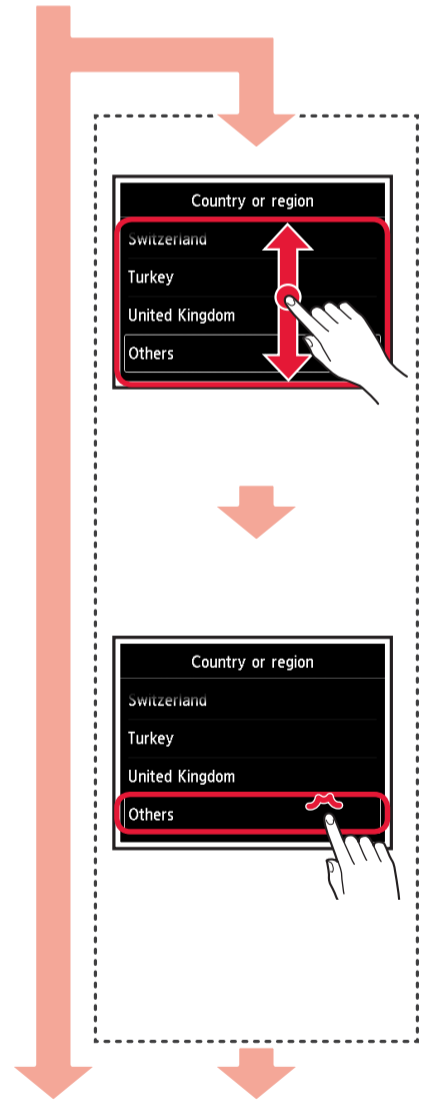 Country or region
Switzerland
Turkey
United Kingdom
Others
Country or region
Switzerland
Turkey
United Kingdom
Others